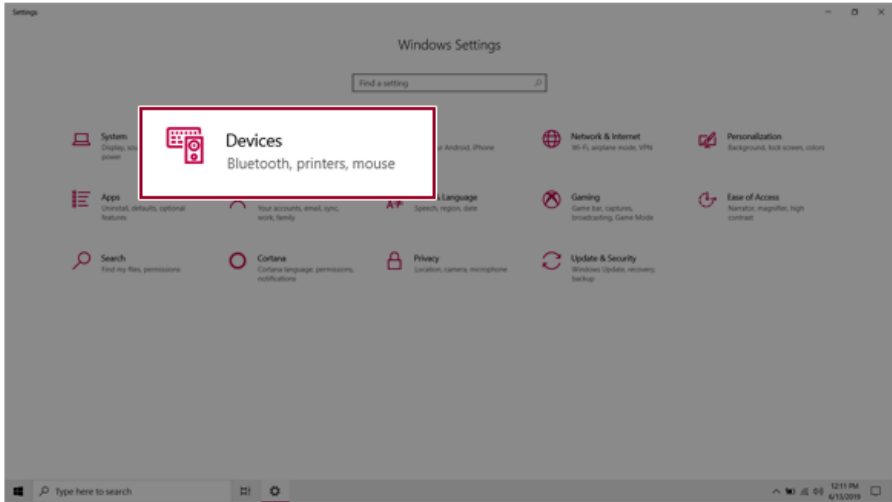 Settings
Windows Settings
Find a setting
System
Display, sou
power
Devices
Bluetooth, printers, mouse
ur Android, iPhone
Network & Internet
Wi-Fi, airplane mode, VPN
Personalization
Background, lock screen, colors
Apps
Uninstall, defaults, optional
features
Your accounts, email, sync,
work, family
& Language
Speech, region, date
Gaming
Game bar, captures,
broadcasting, Game Mode
Ease of Access
Narrator, magnifier, high
contrast
Search
Find my files, permissions
Cortana
Cortana language, permissions,
notifications
Privacy
Location, camera, microphone
Update & Security
Windows Update, recovery,
backup
Type here to search
12:11 PM
6/13/2019